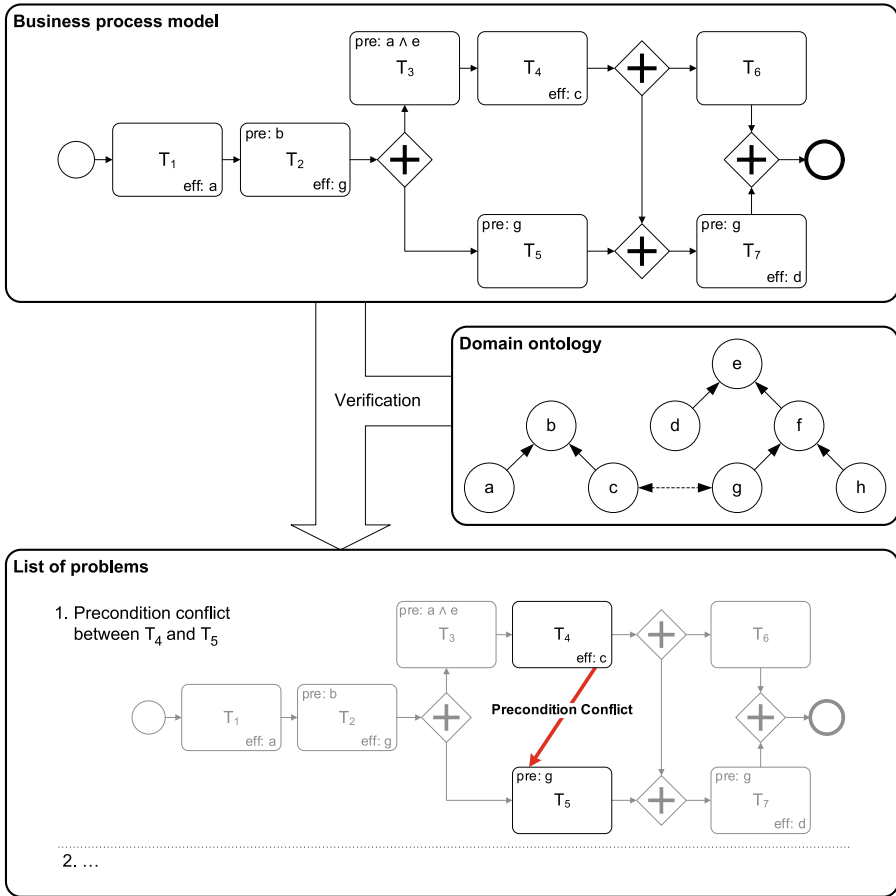 Business process model
pre: a ∧ e
T3
T4
eff: c
T6
T1
eff: a
pre: b
T2
eff: g
pre: g
T5
pre: g
T7
eff: d
Verification
Domain ontology
e
b
d
f
a
c
g
h
List of problems
1. Precondition conflict
between T4 and T5
pre: a ∧ e
T3
T4
eff: c
T6
T1
eff: a
pre: b
T2
eff: g
Precondition Conflict
pre: g
T5
pre: g
T7
eff: d
2. ...